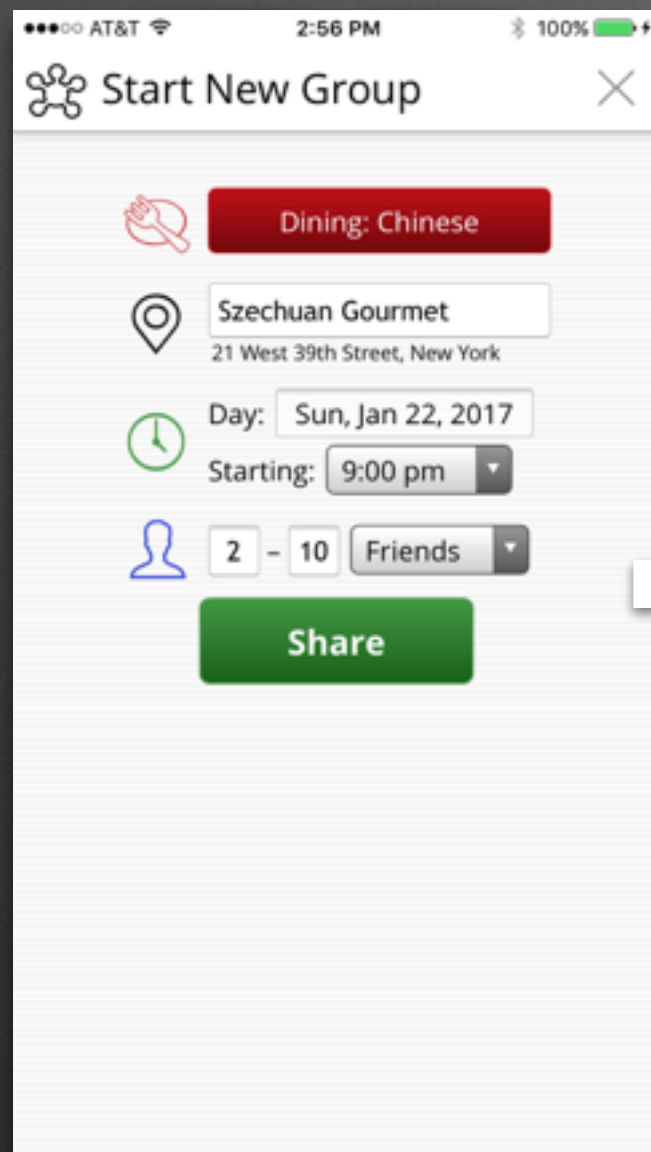 AT&T 2:56 PM 100%
Start New Group
Dining: Chinese
Szechuan Gourmet
21 West 39th Street, New York
Day: Sun, Jan 22, 2017
Starting: 9:00 pm
2 – 10 Friends
Share